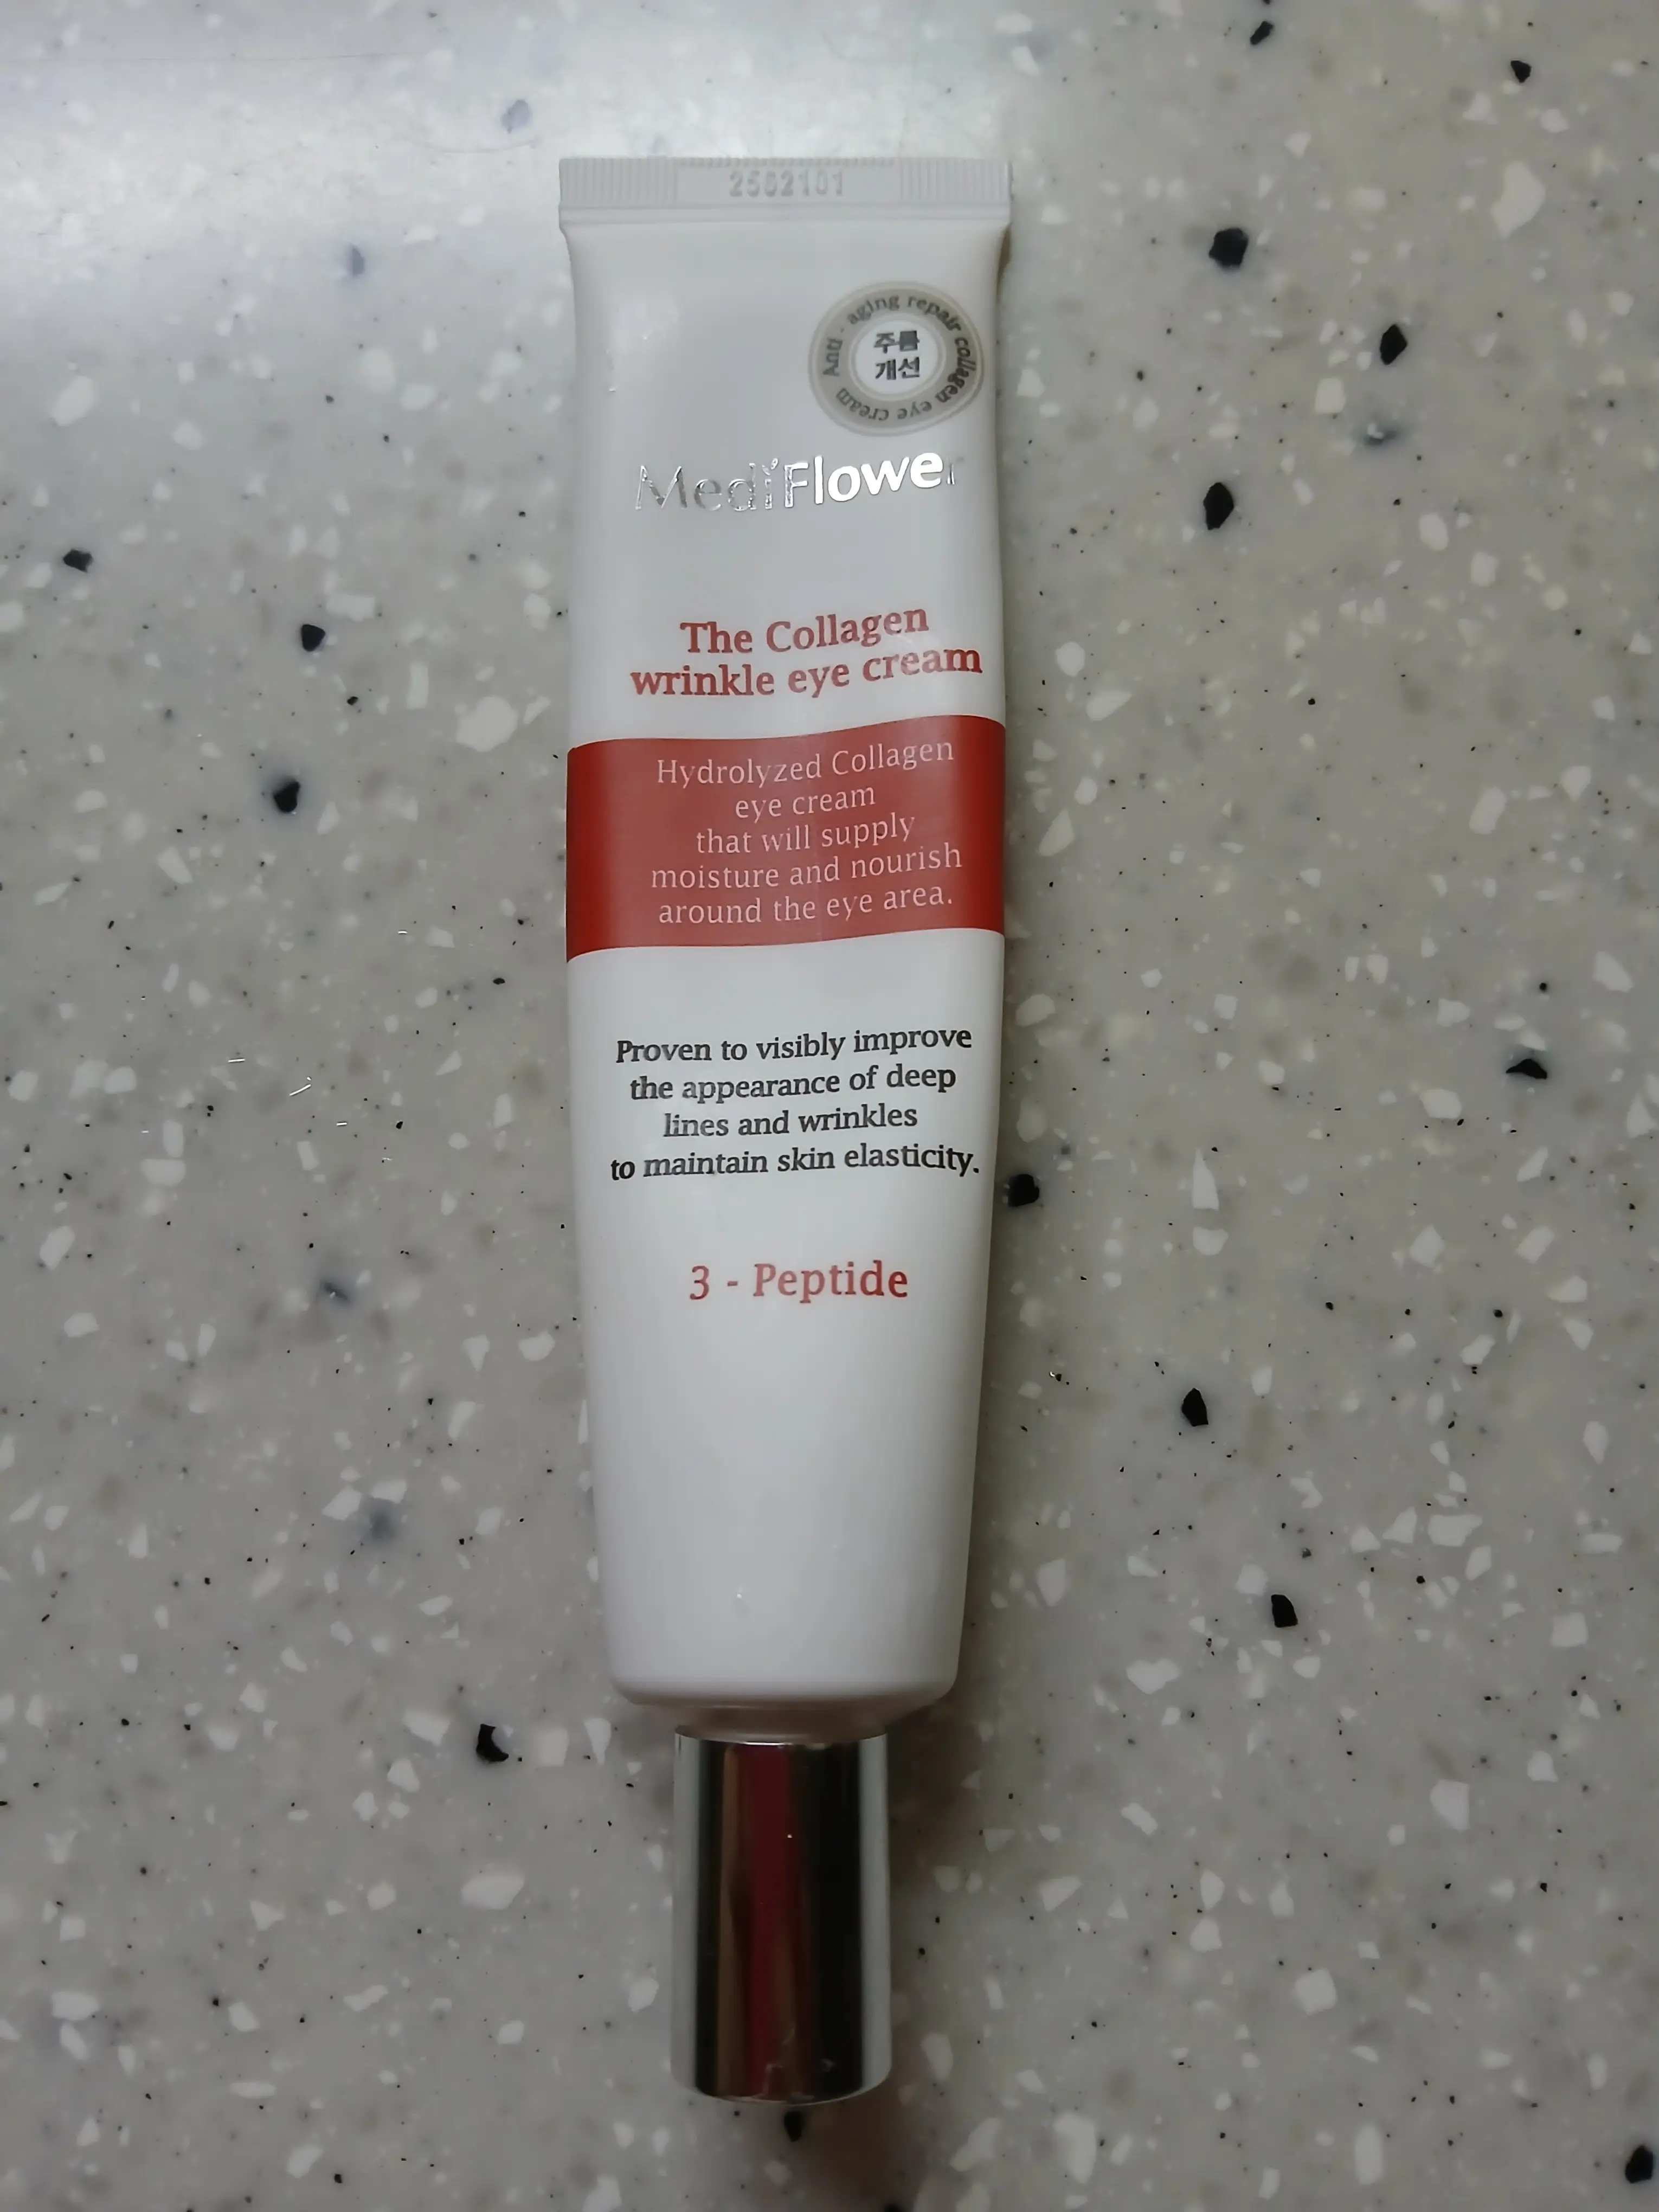 2562101
Anti - aging repair collagen eye cream
주름
개선
MediFlower
The Collagen
wrinkle eye cream
Hydrolyzed Collagen
eye cream
that will supply
moisture and nourish
around the eye area.
Proven to visibly improve
the appearance of deep
lines and wrinkles
to maintain skin elasticity.
3 - Peptide